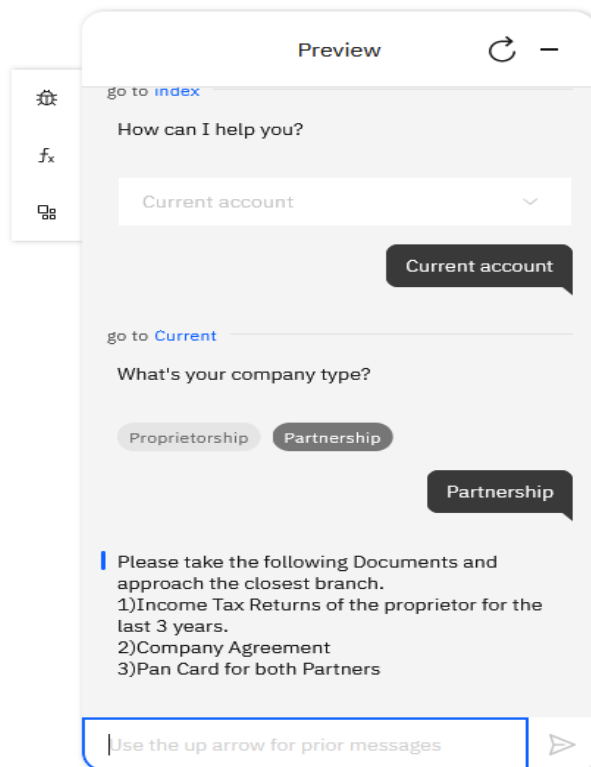 Preview
go to index
How can I help you?
Current account
Current account
go to Current
What's your company type?
Proprietorship
Partnership
Partnership
Please take the following Documents and
approach the closest branch.
1)Income Tax Returns of the proprietor for the
last 3 years.
2)Company Agreement
3)Pan Card for both Partners
Use the up arrow for prior messages
fx